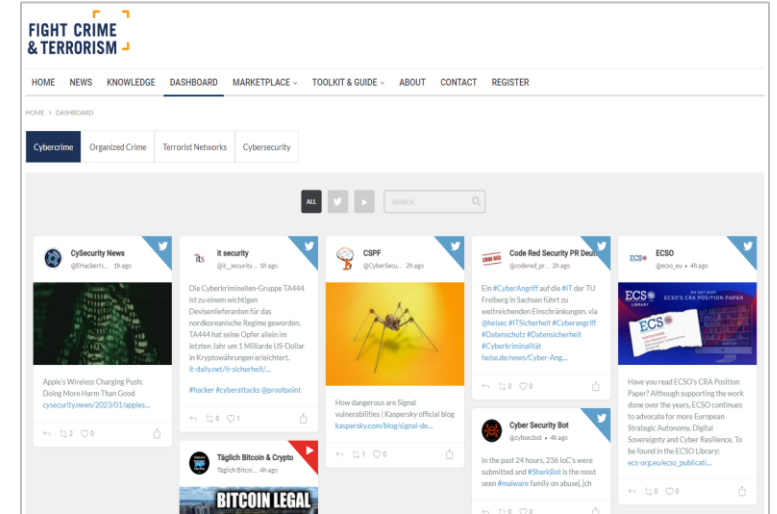 FIGHT CRIME
& TERRORISM
HOME NEWS KNOWLEDGE DASHBOARD MARKETPLACE TOOLKIT & GUIDE ABOUT CONTACT REGISTER
HOME > DASHBOARD
Cybercrime Organized Crime Terrorist Networks Cybersecurity
ALL SEARCH
CySecurity News
@EHackerN... 1h ago
Apple's Wireless Charging Push:
Doing More Harm Than Good
cysecurity.news/2023/01/apples...
2 0
its
it security
@it_security... 1h ago
Die Cyberkriminellen-Gruppe TA444
ist zu einem wichtigen
Devisenlieferanten für das
nordkoreanische Regime geworden.
TA444 hat seine Opfer allein im
letzten Jahr um 1 Milliarde US-Dollar
in Kryptowährungen erleichtert.
it-daily.net/it-sicherheit/...
#hacker #cyberattacks @proofpoint
0 1
Täglich Bitcoin & Crypto
Täglich Bitcoi... 4h ago
BITCOIN LEGAL
CSPF
@CyberSecu... 2h ago
How dangerous are Signal
vulnerabilities | Kaspersky official blog
kaspersky.com/blog/signal-de...
1 0
Code Red Security PR Deut
@codered_pr... 2h ago
Ein #CyberAngriff auf die #IT der TU
Freiberg in Sachsen führt zu
weitreichenden Einschränkungen. via
@heisec #ITSicherheit #Cyberangriff
#Datenschutz #Datensicherheit
#Cyberkriminalität
heise.de/news/Cyber-Ang...
0 0
Cyber Security Bot
@cybsecbot • 4h ago
In the past 24 hours, 236 IoC's were
submitted and #SharkBot is the most
seen #malware family on abuse[.]ch
0 0
ECS
ECSO
@ecso_eu • 4h ago
ECS
LIBRARY
ECSO'S CRA POSITION PAPER
ECS
Have you read ECSO's CRA Position
Paper? Although supporting the work
done over the years, ECSO continues
to advocate for more European
Strategic Autonomy, Digital
Sovereignty and Cyber Resilience. To
be found in the ECSO Library:
ecs-org.eu/ecso_publicati...
0 0